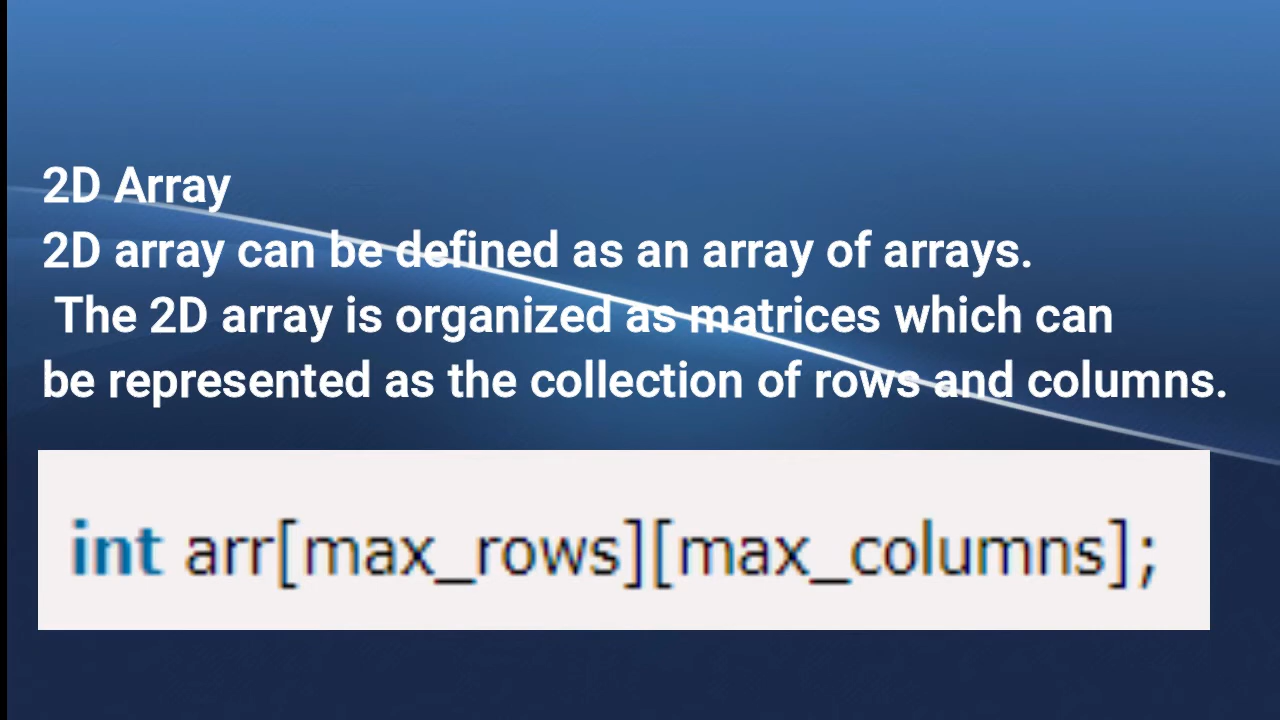 2D Array
2D array can be defined as an array of arrays.
The 2D array is organized as matrices which can
be represented as the collection of rows and columns.
int arr[max_rows][max_columns];